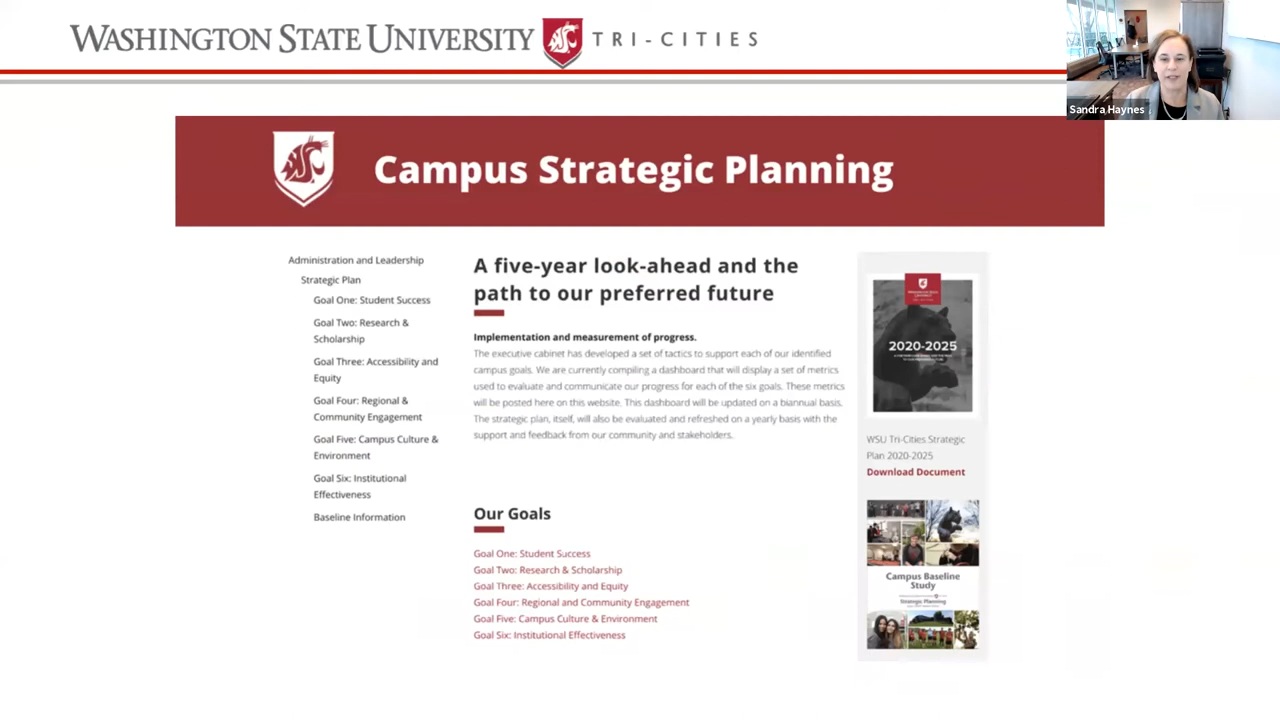 WASHINGTON STATE UNIVERSITY TRI-CITIES
Sandra Haynes
Campus Strategic Planning
Administration and Leadership
Strategic Plan
Goal One: Student Success
Goal Two: Research &
Scholarship
Goal Three: Accessibility and
Equity
Goal Four: Regional &
Community Engagement
Goal Five: Campus Culture &
Environment
Goal Six: Institutional
Effectiveness
Baseline Information
A five-year look-ahead and the
path to our preferred future
Implementation and measurement of progress.
The executive cabinet has developed a set of tactics to support each of our identified
campus goals. We are currently compiling a dashboard that will display a set of metrics
used to evaluate and communicate our progress for each of the six goals. These metrics
will be posted here on this website. This dashboard will be updated on a biannual basis.
The strategic plan, itself, will also be evaluated and refreshed on a yearly basis with the
support and feedback from our community and stakeholders.
Our Goals
Goal One: Student Success
Goal Two: Research & Scholarship
Goal Three: Accessibility and Equity
Goal Four: Regional and Community Engagement
Goal Five: Campus Culture & Environment
Goal Six: Institutional Effectiveness
2020-2025
WSU Tri-Cities Strategic
Plan 2020-2025
Download Document
Campus Baseline
Study
Strategic Planning